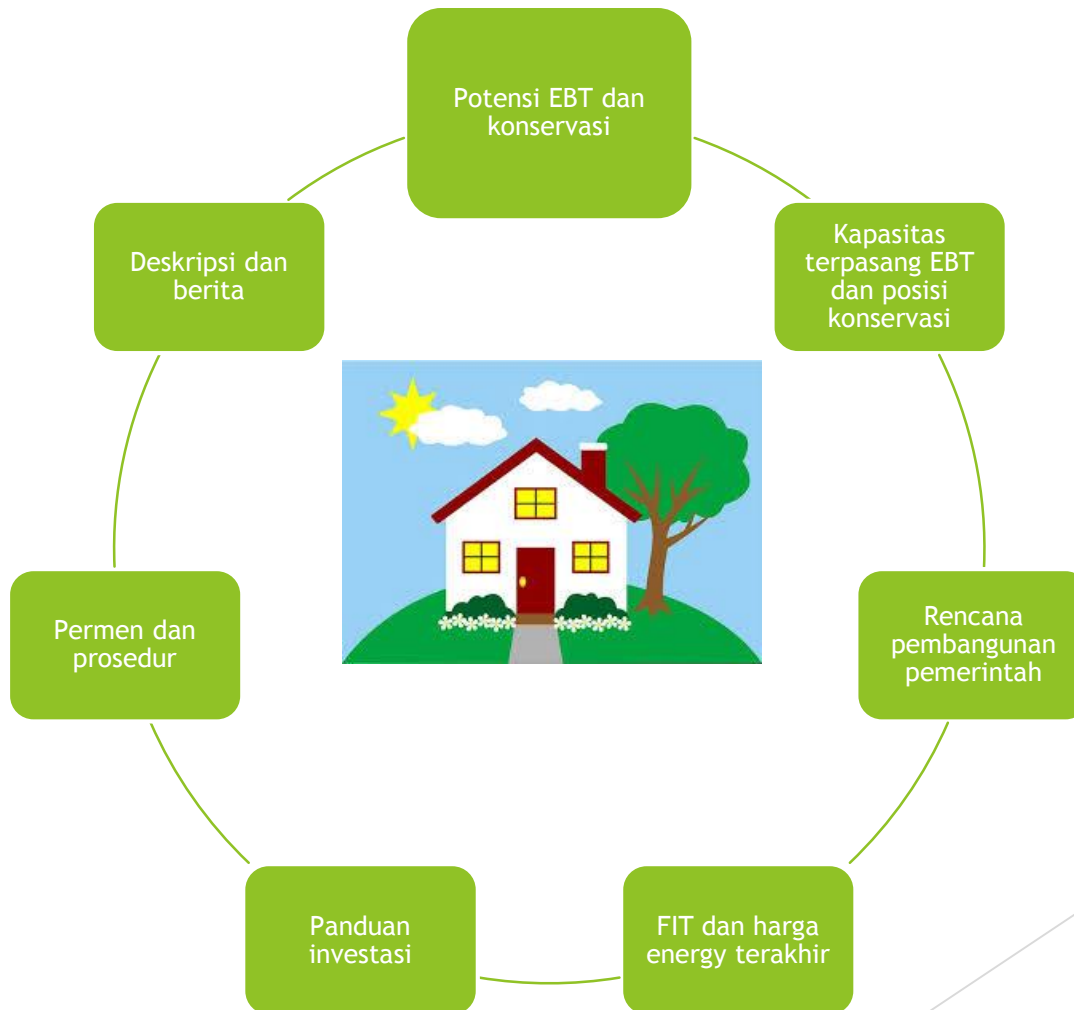 Potensi EBT dan
konservasi
Kapasitas
terpasang EBT
dan posisi
konservasi
Rencana
pembangunan
pemerintah
FIT dan harga
energy terakhir
Panduan
investasi
Permen dan
prosedur
Deskripsi dan
berita